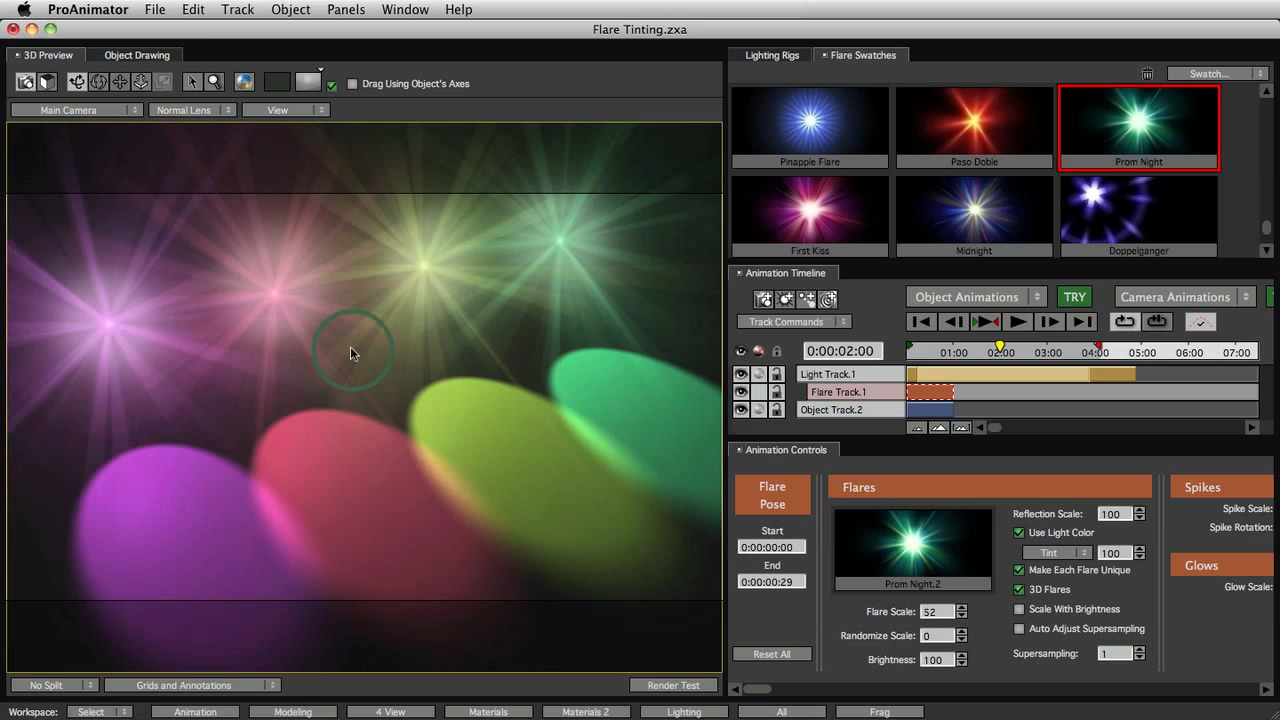 ProAnimator File Edit Track Object Panels Window Help
Flare Tinting.zxa
3D Preview Object Drawing
Drag Using Object's Axes
Main Camera Normal Lens View
No Split Grids and Annotations Render Test
Lighting Rigs Flare Swatches
Swatch...
Pinapple Flare Paso Doble Prom Night
First Kiss Midnight Doppelganger
Animation Timeline
Object Animations TRY Camera Animations
Track Commands
0:00:02:00 01:00 02:00 03:00 04:00 05:00 06:00 07:00
Light Track.1
Flare Track.1
Object Track.2
Animation Controls
Flare Pose
Start
0:00:00:00
End
0:00:00:29
Reset All
Flares
Prom Night.2
Flare Scale: 52
Randomize Scale: 0
Brightness: 100
Reflection Scale: 100
Use Light Color
Tint 100
Make Each Flare Unique
3D Flares
Scale With Brightness
Auto Adjust Supersampling
Supersampling: 1
Spikes
Spike Scale:
Spike Rotation:
Glows
Glow Scale:
Workspace: Select Animation Modeling 4 View Materials Materials 2 Lighting All Frag